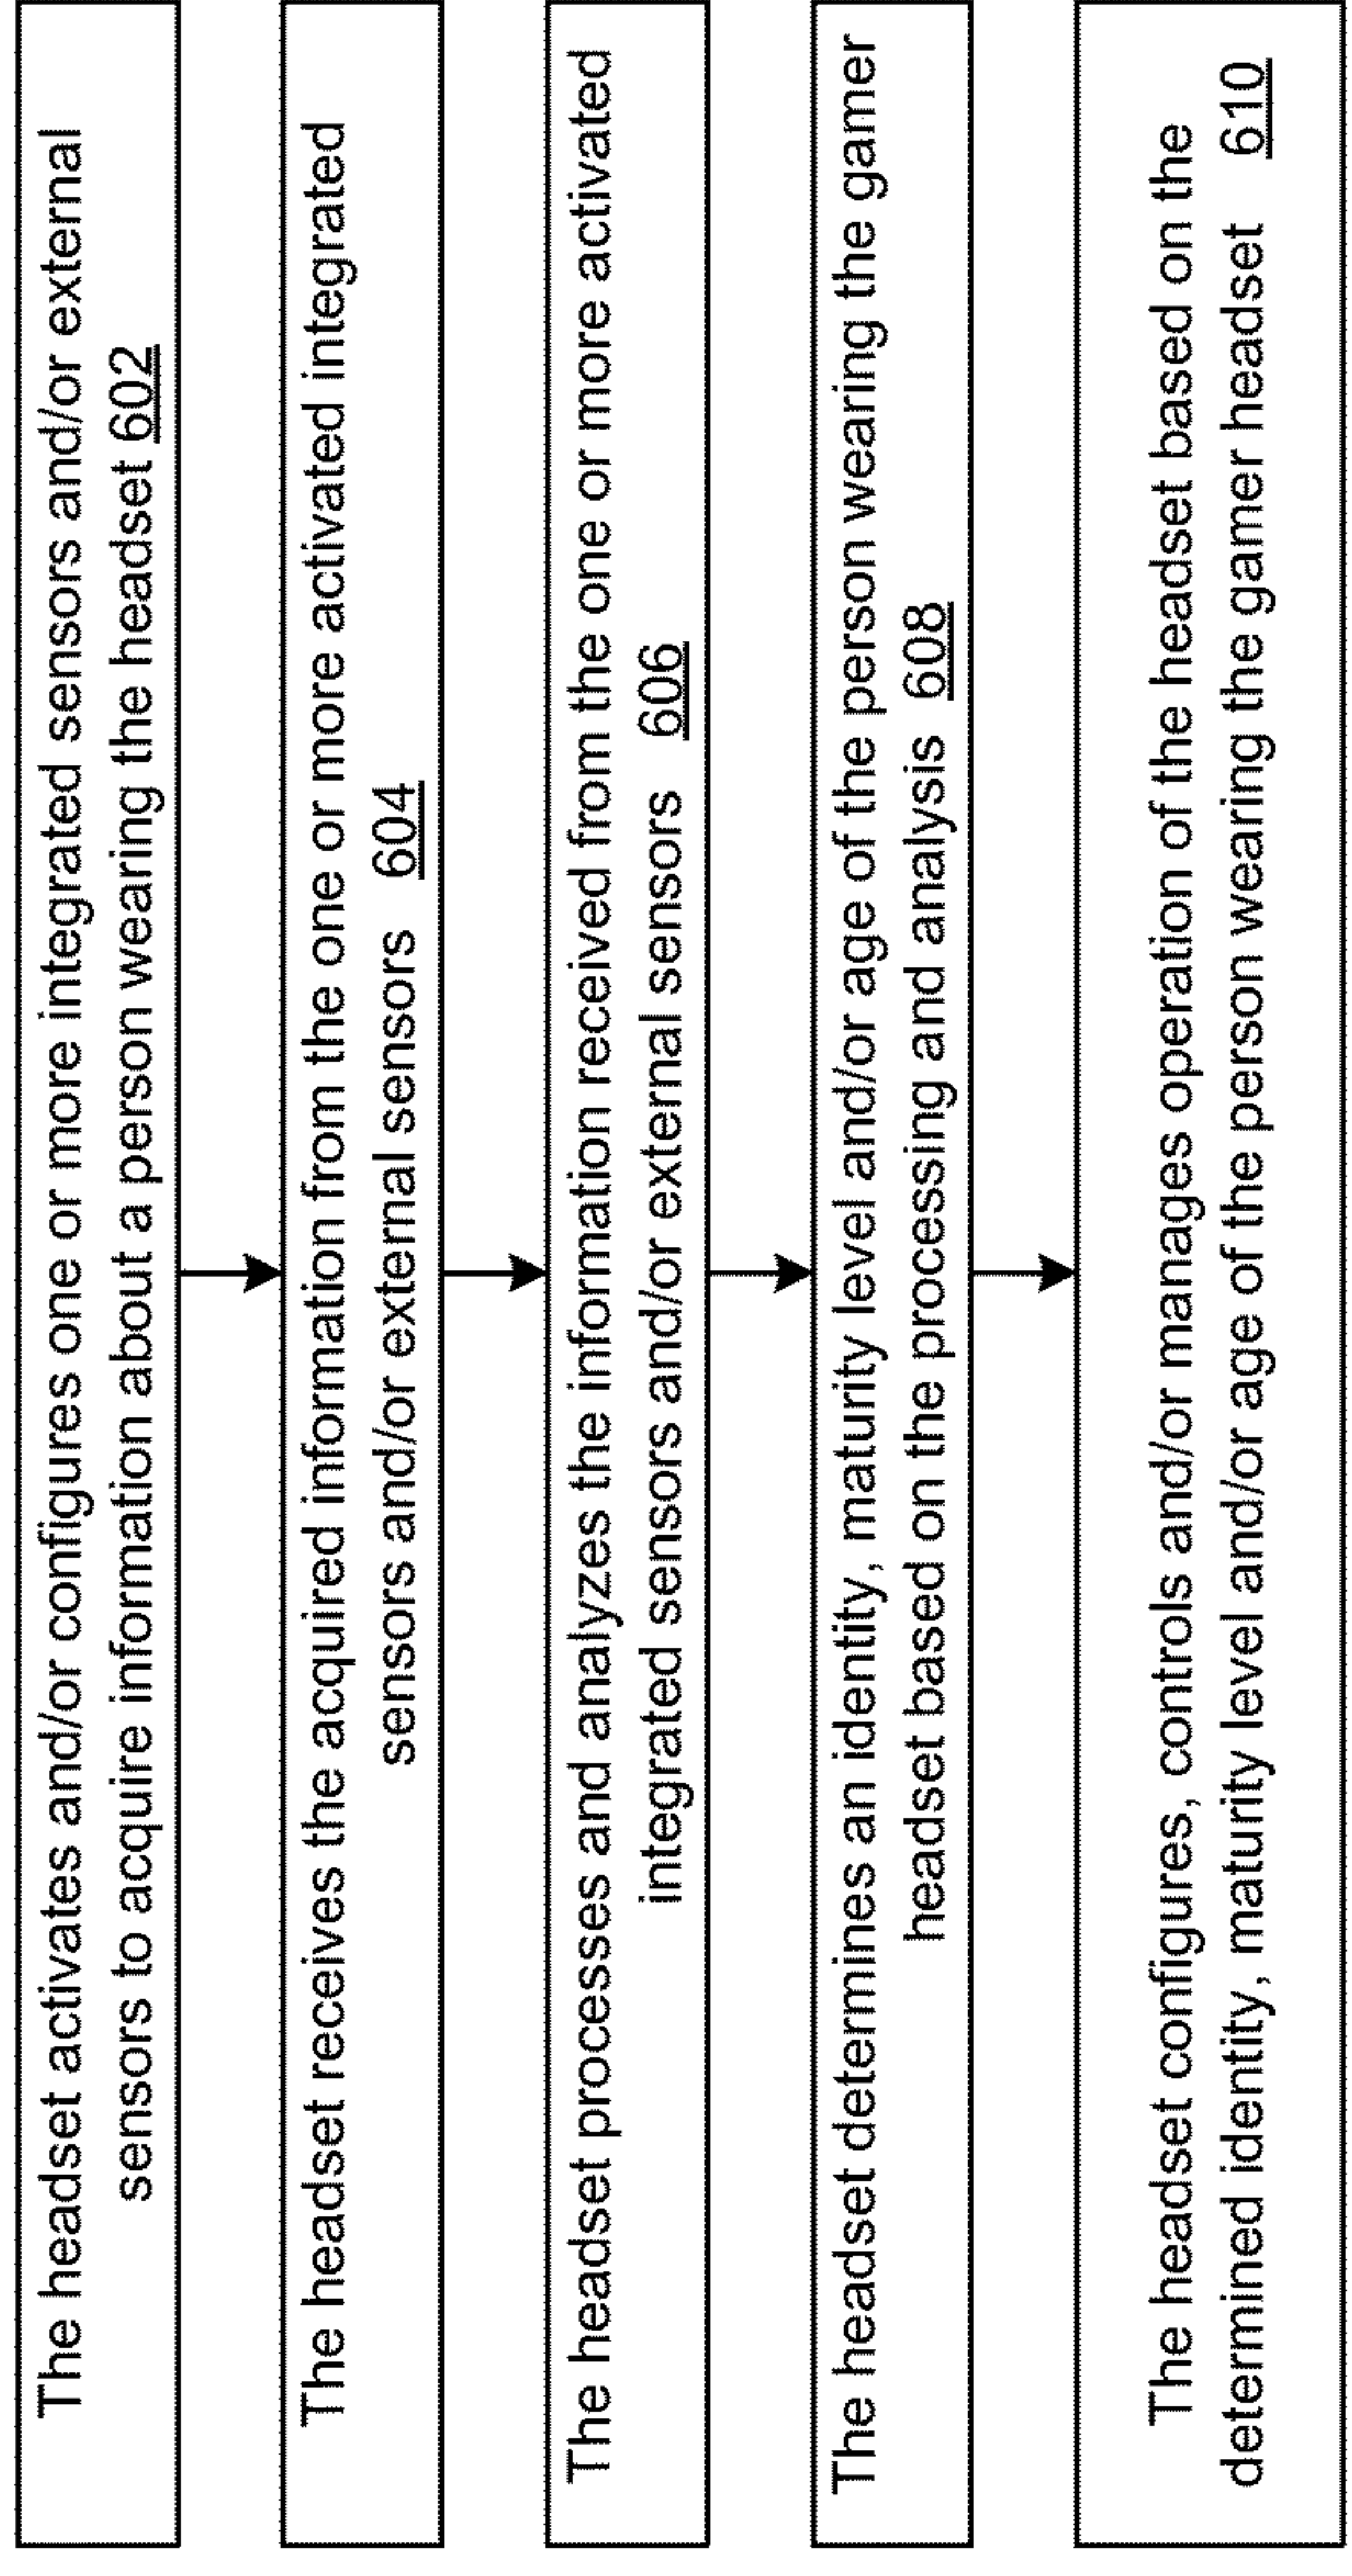 The headset activates and/or configures one or more integrated sensors and/or external
sensors to acquire information about a person wearing the headset 602
The headset receives the acquired information from the one or more activated integrated
sensors and/or external sensors 604
The headset processes and analyzes the information received from the one or more activated
integrated sensors and/or external sensors 606
The headset determines an identity, maturity level and/or age of the person wearing the gamer
headset based on the processing and analysis 608
The headset configures, controls and/or manages operation of the headset based on the
determined identity, maturity level and/or age of the person wearing the gamer headset 610